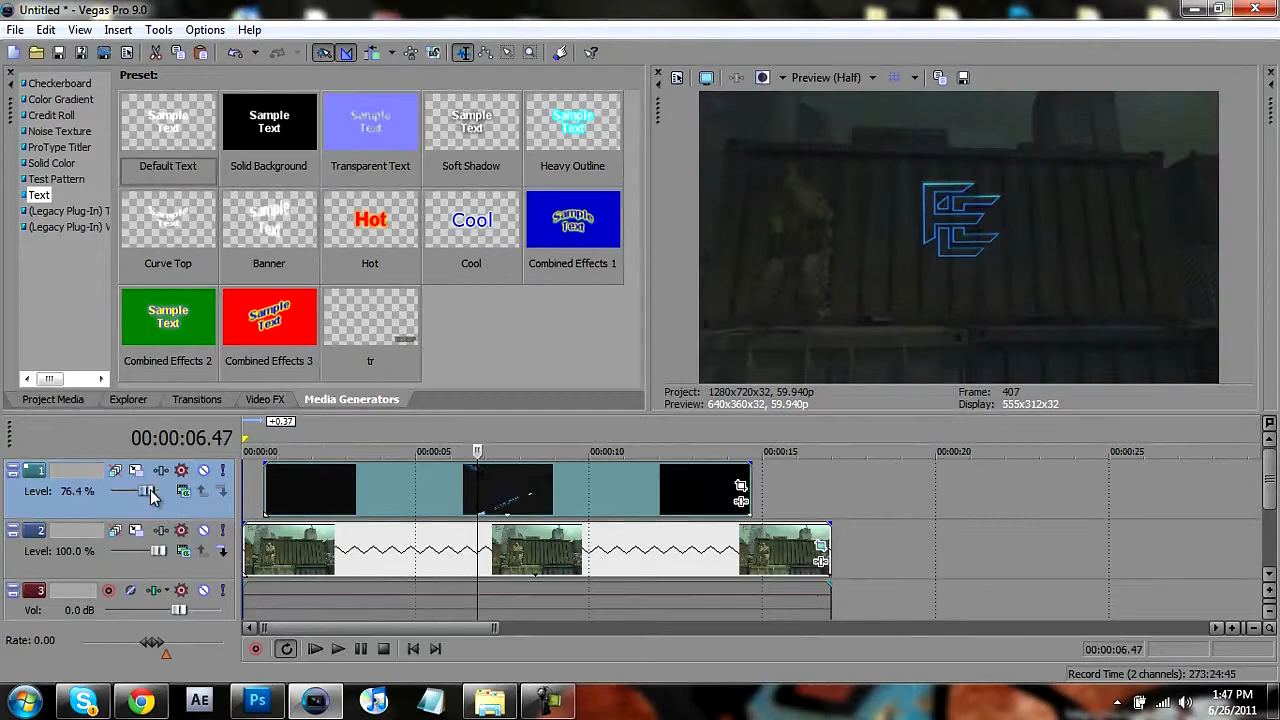 Untitled * - Vegas Pro 9.0
File Edit View Insert Tools Options Help
Checkerboard
Color Gradient
Credit Roll
Noise Texture
ProType Titler
Solid Color
Test Pattern
Text
(Legacy Plug-In) T
(Legacy Plug-In) V
Preset:
Sample Text
Default Text
Sample Text
Solid Background
Sample Text
Transparent Text
Sample Text
Soft Shadow
Sample Text
Heavy Outline
Sample Text
Curve Top
Sample Text
Banner
Hot
Hot
Cool
Cool
Sample Text
Combined Effects 1
Sample Text
Combined Effects 2
Sample Text
Combined Effects 3
tr
Project Media Explorer Transitions Video FX Media Generators
Preview (Half)
Project: 1280x720x32, 59.940p Frame: 407
Preview: 640x360x32, 59.940p Display: 555x312x32
00:00:06.47
+0.37
00:00:00 00:00:05 00:00:10 00:00:15 00:00:20 00:00:25
1
Level: 76.4 %
2
Level: 100.0 %
3
Vol: 0.0 dB
Rate: 0.00
00:00:06.47
Record Time (2 channels): 273:24:45
Ae
Ps
1:47 PM
6/26/2011